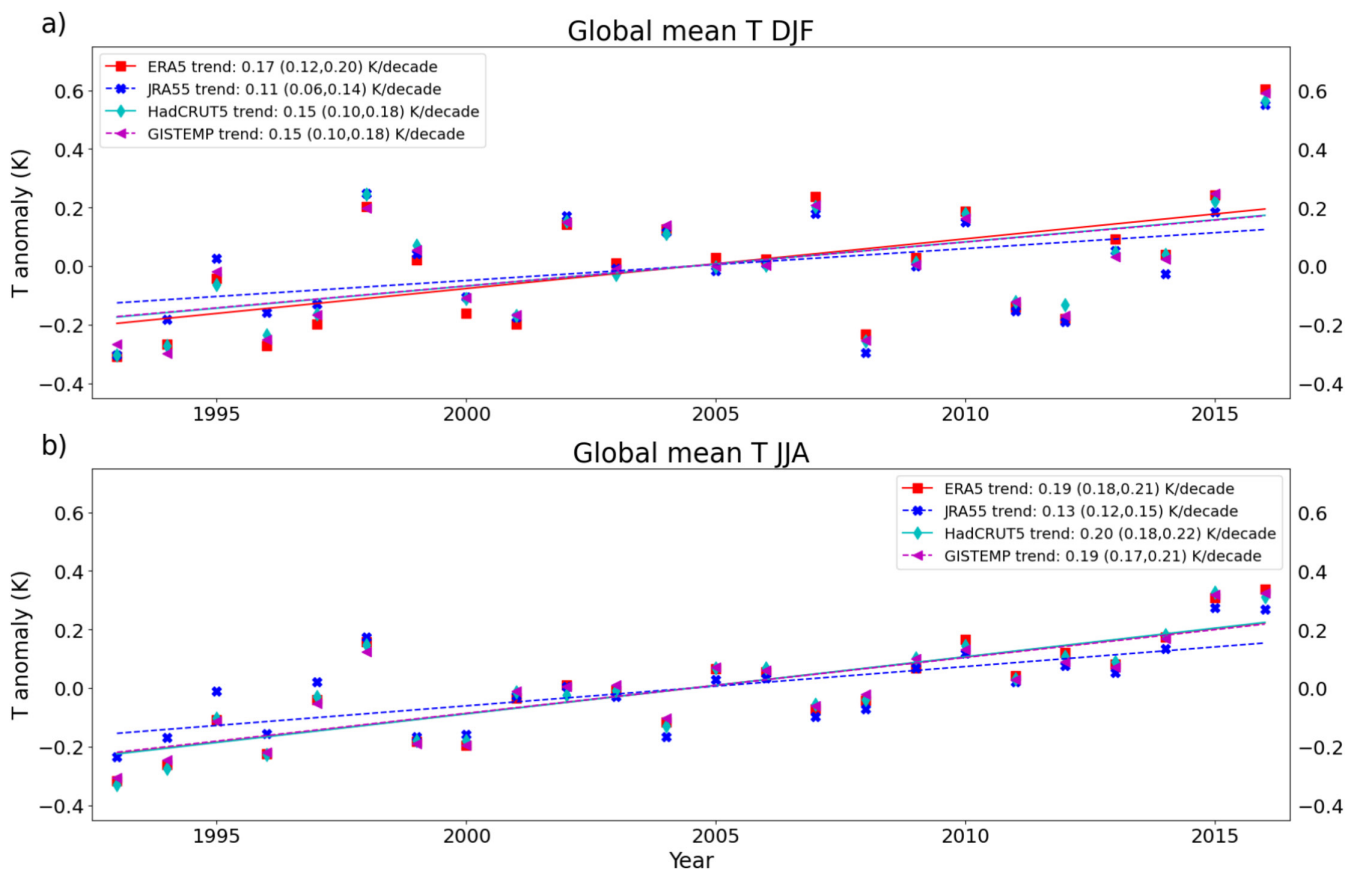 a)
Global mean T DJF
ERA5 trend: 0.17 (0.12,0.20) K/decade
JRA55 trend: 0.11 (0.06,0.14) K/decade
HadCRUT5 trend: 0.15 (0.10,0.18) K/decade
GISTEMP trend: 0.15 (0.10,0.18) K/decade
T anomaly (K)
0.6 0.6
0.4 0.4
0.2 0.2
0.0 0.0
−0.2 −0.2
−0.4 −0.4
1995 2000 2005 2010 2015
b)
Global mean T JJA
ERA5 trend: 0.19 (0.18,0.21) K/decade
JRA55 trend: 0.13 (0.12,0.15) K/decade
HadCRUT5 trend: 0.20 (0.18,0.22) K/decade
GISTEMP trend: 0.19 (0.17,0.21) K/decade
T anomaly (K)
0.6 0.6
0.4 0.4
0.2 0.2
0.0 0.0
−0.2 −0.2
−0.4 −0.4
1995 2000 2005 2010 2015
Year